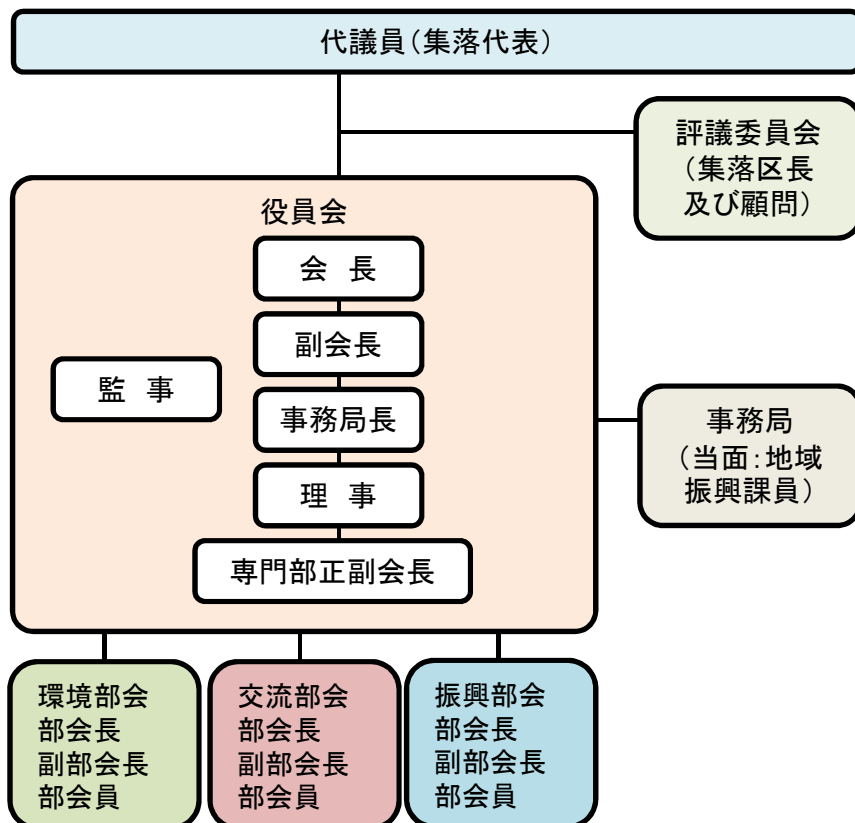 代議員（集落代表）
評議委員会
（集落区長
及び顧問）
役員会
会　長
副会長
監　事
事務局長
理　事
専門部正副会長
事務局
（当面：地域
振興課員）
環境部会
部会長
副部会長
部会員
交流部会
部会長
副部会長
部会員
振興部会
部会長
副部会長
部会員